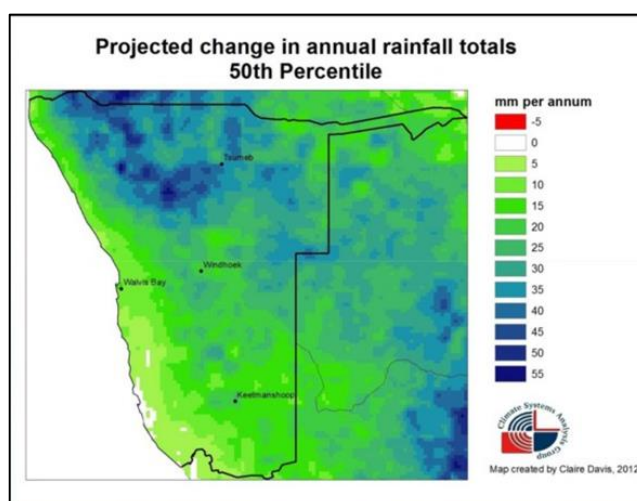 Projected change in annual rainfall totals
50th Percentile
mm per annum
-5
0
5
10
15
20
25
30
35
40
45
50
55
Tsumeb
Windhoek
Walvis Bay
Keetmanshoop
Climate Systems Analysis Group
Map created by Claire Davis, 2012